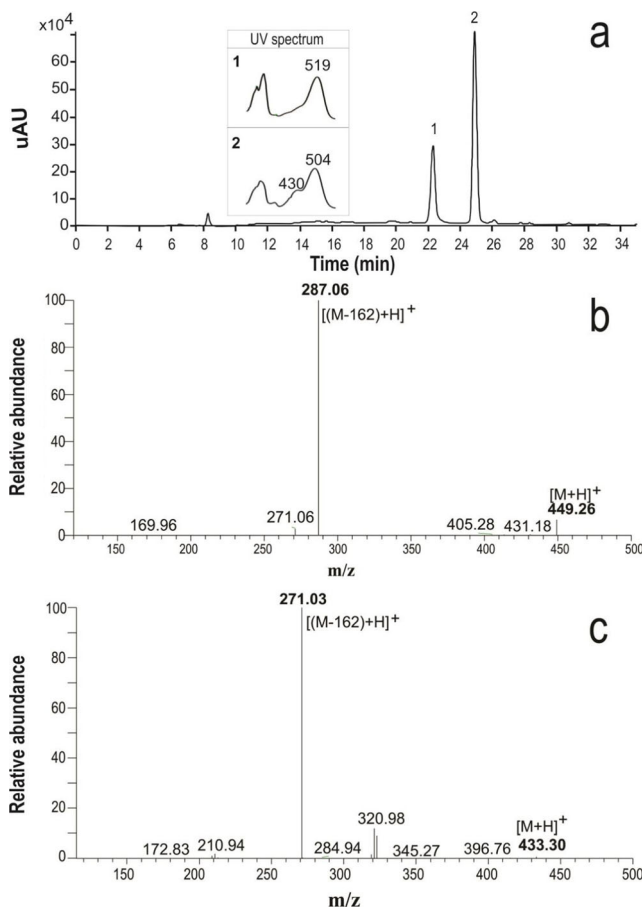 x10⁴
a
80
70
60
50
40
30
20
10
0
uAU
UV spectrum
1
519
2
504
430
1
2
0 2 4 6 8 10 12 14 16 18 20 22 24 26 28 30 32 34
Time (min)
b
287.06
[(M-162)+H]⁺
100
80
60
40
20
0
Relative abundance
169.96
271.06
405.28
431.18
[M+H]⁺
449.26
150 200 250 300 350 400 450 500
m/z
c
271.03
[(M-162)+H]⁺
100
80
60
40
20
0
Relative abundance
172.83
210.94
284.94
320.98
345.27
396.76
[M+H]⁺
433.30
150 200 250 300 350 400 450 500
m/z